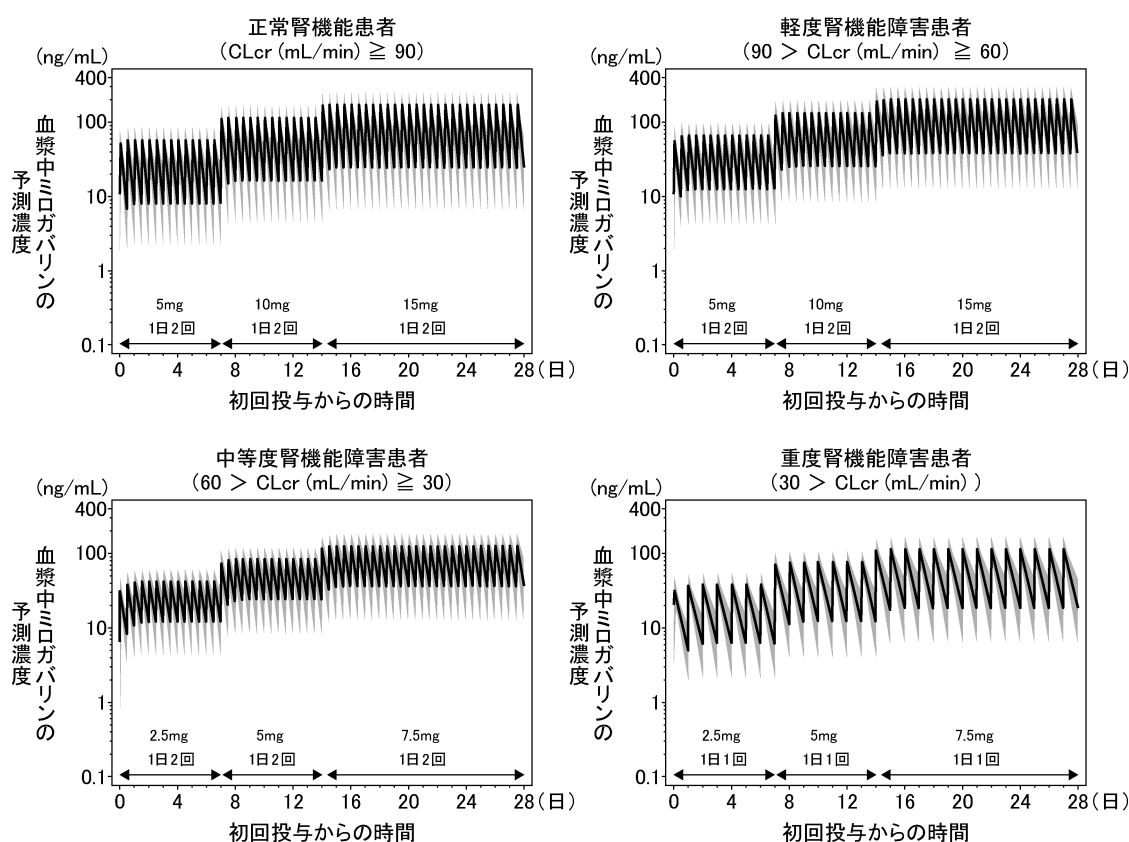 正常腎機能患者
(CLcr (mL/min) ≧ 90)
(ng/mL)
血漿中ミロガバリンの
予測濃度
400
100
10
1
0.1
5mg
1日2回
10mg
1日2回
15mg
1日2回
0 4 8 12 16 20 24 28(日)
初回投与からの時間
軽度腎機能障害患者
(90 > CLcr (mL/min) ≧ 60)
(ng/mL)
血漿中ミロガバリンの
予測濃度
400
100
10
1
0.1
5mg
1日2回
10mg
1日2回
15mg
1日2回
0 4 8 12 16 20 24 28(日)
初回投与からの時間
中等度腎機能障害患者
(60 > CLcr (mL/min) ≧ 30)
(ng/mL)
血漿中ミロガバリンの
予測濃度
400
100
10
1
0.1
2.5mg
1日2回
5mg
1日2回
7.5mg
1日2回
0 4 8 12 16 20 24 28(日)
初回投与からの時間
重度腎機能障害患者
(30 > CLcr (mL/min) )
(ng/mL)
血漿中ミロガバリンの
予測濃度
400
100
10
1
0.1
2.5mg
1日1回
5mg
1日1回
7.5mg
1日1回
0 4 8 12 16 20 24 28(日)
初回投与からの時間